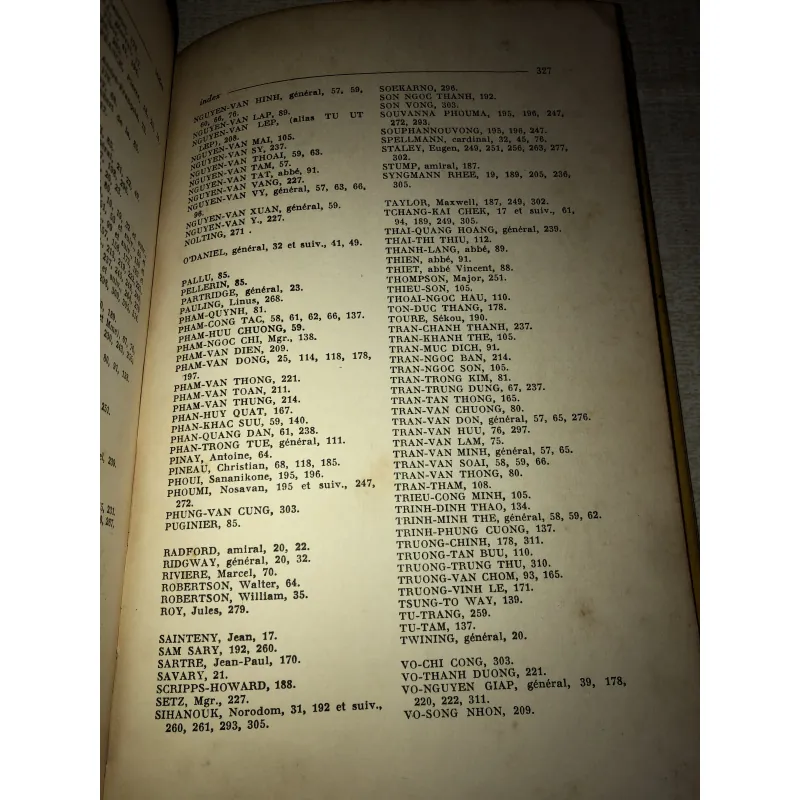 index
327
NGUYEN-VAN HINH, général, 57, 59,
60, 66, 76.
NGUYEN-VAN LAP, 89.
NGUYEN-VAN LEP, (alias TU UT
LEP), 208.
NGUYEN-VAN MAI, 105.
NGUYEN-VAN SY, 237.
NGUYEN-VAN THOAI, 59, 63.
NGUYEN-VAN TAM, 57.
NGUYEN-VAN TAT, abbé, 91.
NGUYEN-VAN VANG, 227.
NGUYEN-VAN VY, général, 57, 63, 66,
98.
NGUYEN-VAN XUAN, général, 59.
NGUYEN-VAN Y., 227.
NOLTING, 271.
O'DANIEL, général, 32 et suiv., 41, 49.
PALLU, 85.
PELLERIN, 85.
PARTRIDGE, général, 23.
PAULING, Linus, 268.
PHAM-QUYNH, 81.
PHAM-CONG TAC, 58, 61, 62, 66, 137.
PHAM-HUU CHUONG, 59.
PHAM-NGOC CHI, Mgr., 138.
PHAM-VAN DIEN, 209.
PHAM-VAN DONG, 25, 114, 118, 178,
197.
PHAM-VAN THONG, 221.
PHAM-VAN TOAN, 211.
PHAM-VAN THUNG, 214.
PHAN-HUY QUAT, 167.
PHAN-KHAC SUU, 59, 140.
PHAN-QUANG DAN, 61, 238.
PHAN-TRONG TUE, général, 111.
PINAY, Antoine, 64.
PINEAU, Christian, 68, 118, 185.
PHOUI, Sananikone, 195, 196.
PHOUMI, Nosavan, 195 et suiv., 247,
272.
PHUNG-VAN CUNG, 303.
PUGINIER, 85.
RADFORD, amiral, 20, 22.
RIDGWAY, général, 20, 32.
RIVIERE, Marcel, 70.
ROBERTSON, Walter, 64.
ROBERTSON, William, 35.
ROY, Jules, 279.
SAINTENY, Jean, 17.
SAM SARY, 192, 260.
SARTRE, Jean-Paul, 170.
SAVARY, 21.
SCRIPPS-HOWARD, 188.
SETZ, Mgr., 227.
SIHANOUK, Norodom, 31, 192 et suiv.,
260, 261, 293, 305.
SOEKARNO, 296.
SON NGOC THANH, 192.
SON VONG, 303.
SOUVANNA PHOUMA, 195, 196, 247,
272, 293.
SOUPHANNOUVONG, 195, 196, 247.
SPELLMANN, cardinal, 32, 45, 76.
STALEY, Eugen, 249, 251, 256, 263, 277,
302.
STUMP, amiral, 187.
SYNGMANN RHEE, 19, 189, 205, 236,
305.
TAYLOR, Maxwell, 187, 249, 302.
TCHANG-KAI CHEK, 17 et suiv., 61,
94, 189, 249, 305.
THAI-QUANG HOANG, général, 239.
THAI-THI THIU, 112.
THANH-LANG, abbé, 89.
THIEN, abbé, 91.
THIET, abbé Vincent, 88.
THOMPSON, Major, 251.
THIEU-SON, 105.
THOAI-NGOC HAU, 110.
TON-DUC THANG, 178.
TOURE, Sékou, 190.
TRAN-CHANH THANH, 237.
TRAN-KHANH THE, 105.
TRAN-MUC DICH, 91.
TRAN-NGOC BAN, 214.
TRAN-NGOC SON, 105.
TRAN-TRONG KIM, 81.
TRAN-TRUNG DUNG, 67, 237.
TRAN-TAN THONG, 165.
TRAN-VAN CHUONG, 80.
TRAN-VAN DON, général, 57, 65, 276.
TRAN-VAN HUU, 76, 297.
TRAN-VAN LAM, 75.
TRAN-VAN MINH, général, 57, 65.
TRAN-VAN SOAI, 58, 59, 66.
TRAN-VAN THONG, 80.
TRAN-THAM, 108.
TRIEU-CONG MINH, 105.
TRINH-DINH THAO, 134.
TRINH-MINH THE, général, 58, 59, 62.
TRINH-PHUNG CUONG, 137.
TRUONG-CHINH, 178, 311.
TRUONG-TAN BUU, 110.
TRUONG-TRUNG THU, 310.
TRUONG-VAN CHOM, 93, 165.
TRUONG-VINH LE, 171.
TSUNG-TO WAY, 139.
TU-TRANG, 259.
TU-TAM, 137.
TWINING, général, 20.
VO-CHI CONG, 303.
VO-THANH DUONG, 221.
VO-NGUYEN GIAP, général, 39, 178,
220, 222, 311.
VO-SONG NHON, 209.